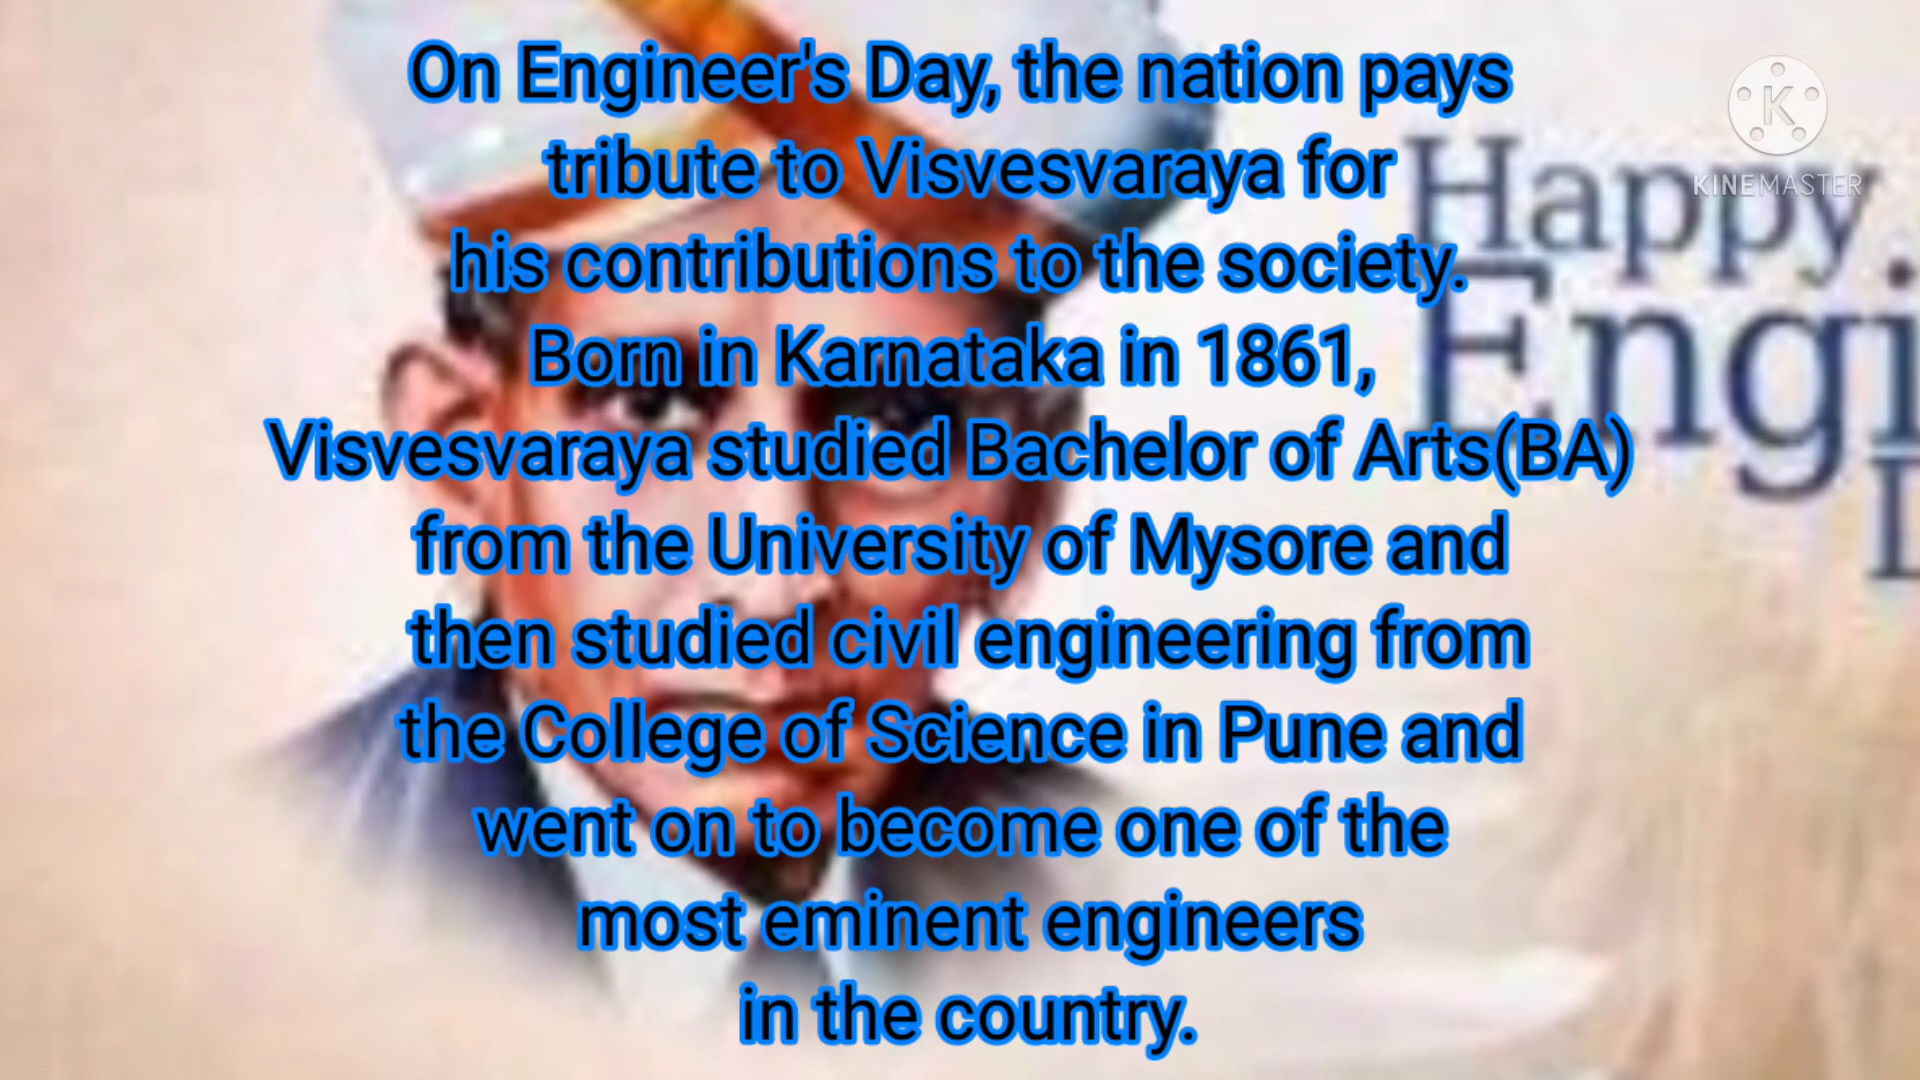 On Engineer's Day, the nation pays
tribute to Visvesvaraya for
his contributions to the society.
Born in Karnataka in 1861,
Visvesvaraya studied Bachelor of Arts(BA)
from the University of Mysore and
then studied civil engineering from
the College of Science in Pune and
went on to become one of the
most eminent engineers
in the country.
Happy
Engi
K
KINEMASTER